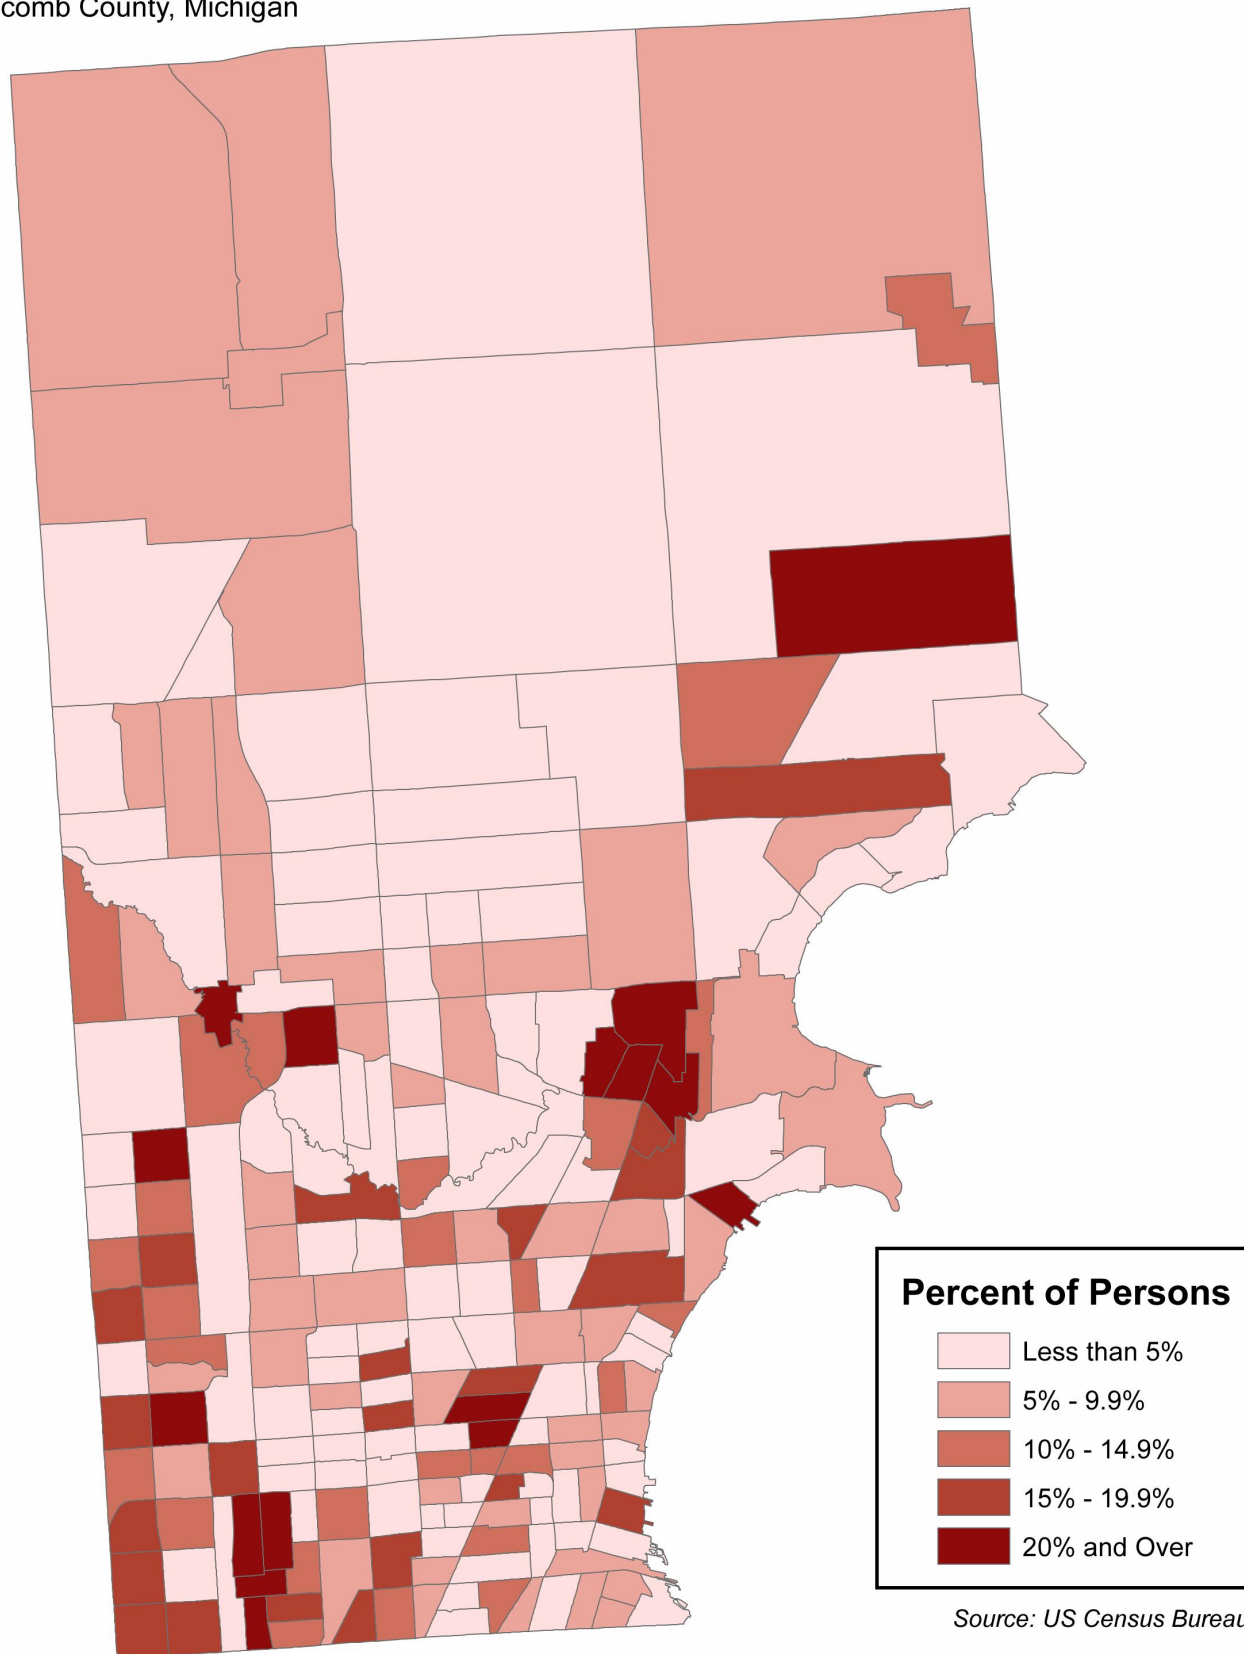 comb County, Michigan
Percent of Persons
Less than 5%
5% - 9.9%
10% - 14.9%
15% - 19.9%
20% and Over
Source: US Census Bureau